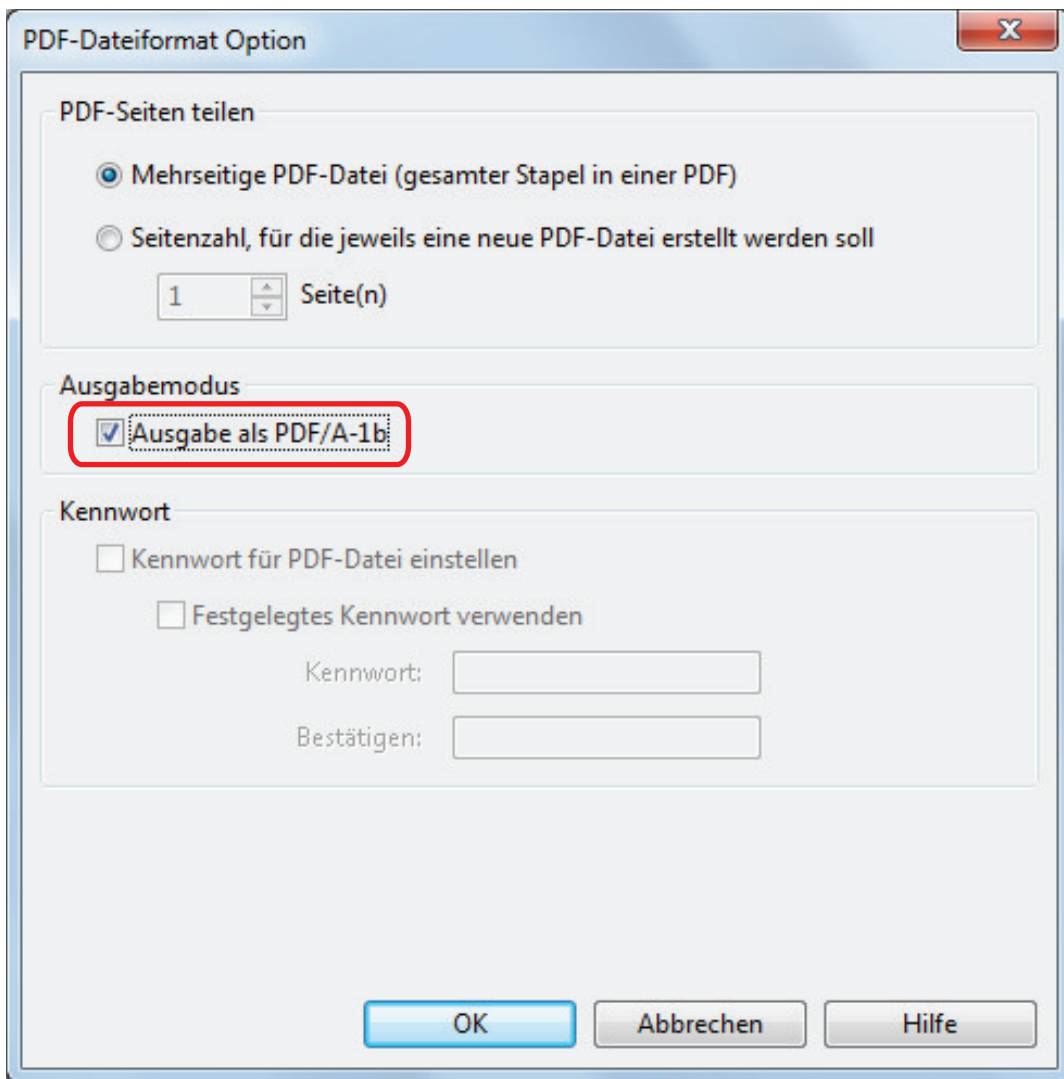 PDF-Dateiformat Option
PDF-Seiten teilen
Mehrseitige PDF-Datei (gesamter Stapel in einer PDF)
Seitenzahl, für die jeweils eine neue PDF-Datei erstellt werden soll
1 Seite(n)
Ausgabemodus
Ausgabe als PDF/A-1b
Kennwort
Kennwort für PDF-Datei einstellen
Festgelegtes Kennwort verwenden
Kennwort:
Bestätigen:
OK Abbrechen Hilfe